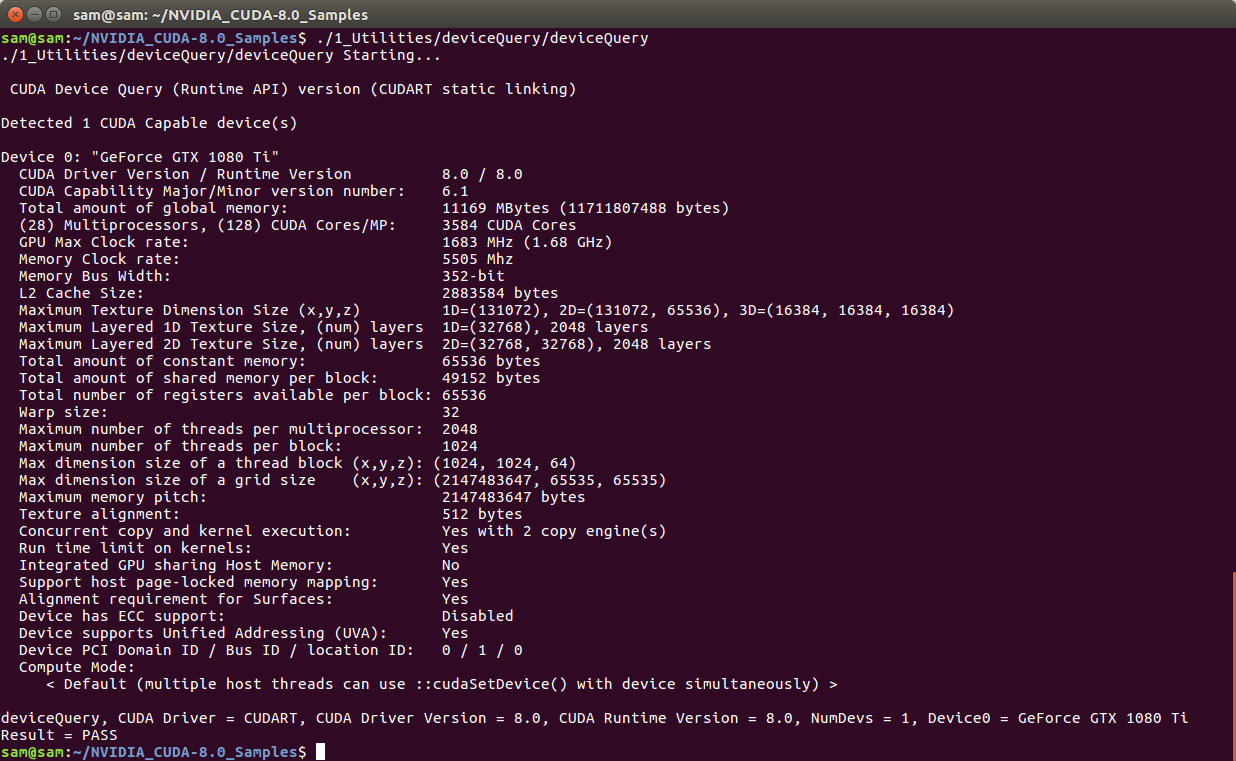 sam@sam: ~/NVIDIA_CUDA-8.0_Samples
sam@sam:~/NVIDIA_CUDA-8.0_Samples$ ./1_Utilities/deviceQuery/deviceQuery
./1_Utilities/deviceQuery/deviceQuery Starting...
CUDA Device Query (Runtime API) version (CUDART static linking)
Detected 1 CUDA Capable device(s)
Device 0: "GeForce GTX 1080 Ti"
CUDA Driver Version / Runtime Version 8.0 / 8.0
CUDA Capability Major/Minor version number: 6.1
Total amount of global memory: 11169 MBytes (11711807488 bytes)
(28) Multiprocessors, (128) CUDA Cores/MP: 3584 CUDA Cores
GPU Max Clock rate: 1683 MHz (1.68 GHz)
Memory Clock rate: 5505 Mhz
Memory Bus Width: 352-bit
L2 Cache Size: 2883584 bytes
Maximum Texture Dimension Size (x,y,z) 1D=(131072), 2D=(131072, 65536), 3D=(16384, 16384, 16384)
Maximum Layered 1D Texture Size, (num) layers 1D=(32768), 2048 layers
Maximum Layered 2D Texture Size, (num) layers 2D=(32768, 32768), 2048 layers
Total amount of constant memory: 65536 bytes
Total amount of shared memory per block: 49152 bytes
Total number of registers available per block: 65536
Warp size: 32
Maximum number of threads per multiprocessor: 2048
Maximum number of threads per block: 1024
Max dimension size of a thread block (x,y,z): (1024, 1024, 64)
Max dimension size of a grid size (x,y,z): (2147483647, 65535, 65535)
Maximum memory pitch: 2147483647 bytes
Texture alignment: 512 bytes
Concurrent copy and kernel execution: Yes with 2 copy engine(s)
Run time limit on kernels: Yes
Integrated GPU sharing Host Memory: No
Support host page-locked memory mapping: Yes
Alignment requirement for Surfaces: Yes
Device has ECC support: Disabled
Device supports Unified Addressing (UVA): Yes
Device PCI Domain ID / Bus ID / location ID: 0 / 1 / 0
Compute Mode:
< Default (multiple host threads can use ::cudaSetDevice() with device simultaneously) >
deviceQuery, CUDA Driver = CUDART, CUDA Driver Version = 8.0, CUDA Runtime Version = 8.0, NumDevs = 1, Device0 = GeForce GTX 1080 Ti
Result = PASS
sam@sam:~/NVIDIA_CUDA-8.0_Samples$